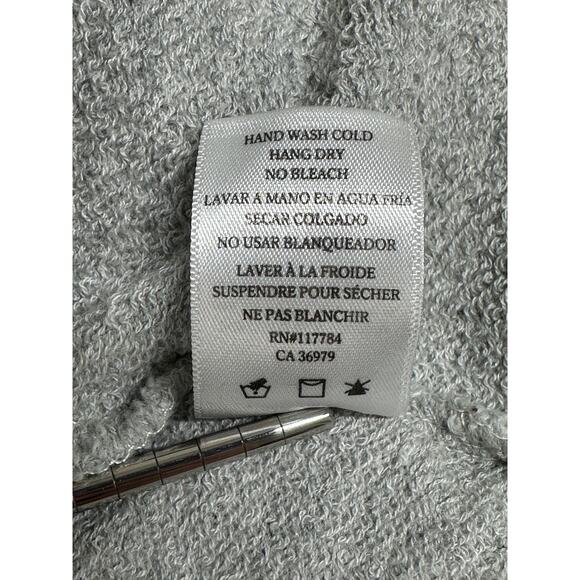 HAND WASH COLD
HANG DRY
NO BLEACH
LAVAR A MANO EN AGUA FRÍA
SECAR COLGADO
NO USAR BLANQUEADOR
LAVER À LA FROIDE
SUSPENDRE POUR SÉCHER
NE PAS BLANCHIR
RN#117784
CA 36979